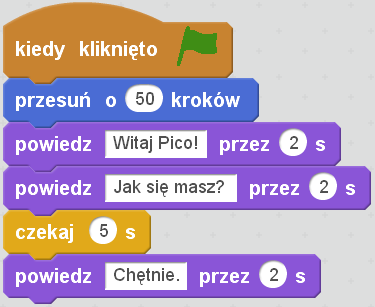 kiedy kliknięto
przesuń o 50 kroków
powiedz Witaj Pico! przez 2 s
powiedz Jak się masz? przez 2 s
czekaj 5 s
powiedz Chętnie. przez 2 s